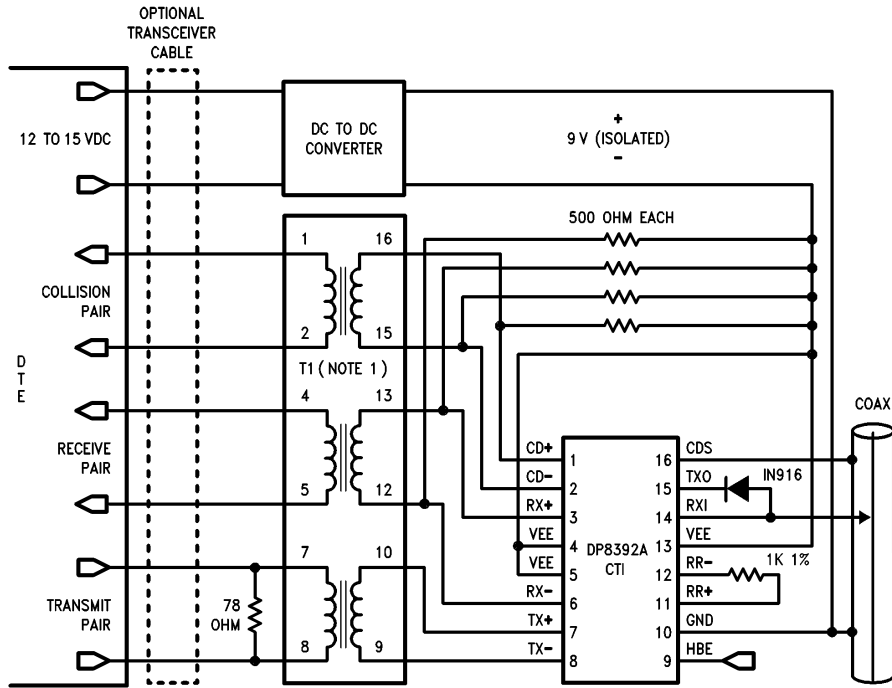 OPTIONAL
TRANSCEIVER
CABLE
12 TO 15 VDC
DC TO DC
CONVERTER
+
9 V (ISOLATED)
−
500 OHM EACH
1
16
COLLISION
PAIR
2
15
T1 ( NOTE 1 )
D
T
E
4
13
RECEIVE
PAIR
5
12
7
10
TRANSMIT
PAIR
78
OHM
8
9
COAX
CD+
1
16
CDS
CD-
2
15
TXO
IN916
RX+
3
14
RXI
VEE
4
13
VEE
DP8392A
CTI
VEE
5
12
RR-
1K 1%
RX-
6
11
RR+
TX+
7
10
GND
TX-
8
9
HBE